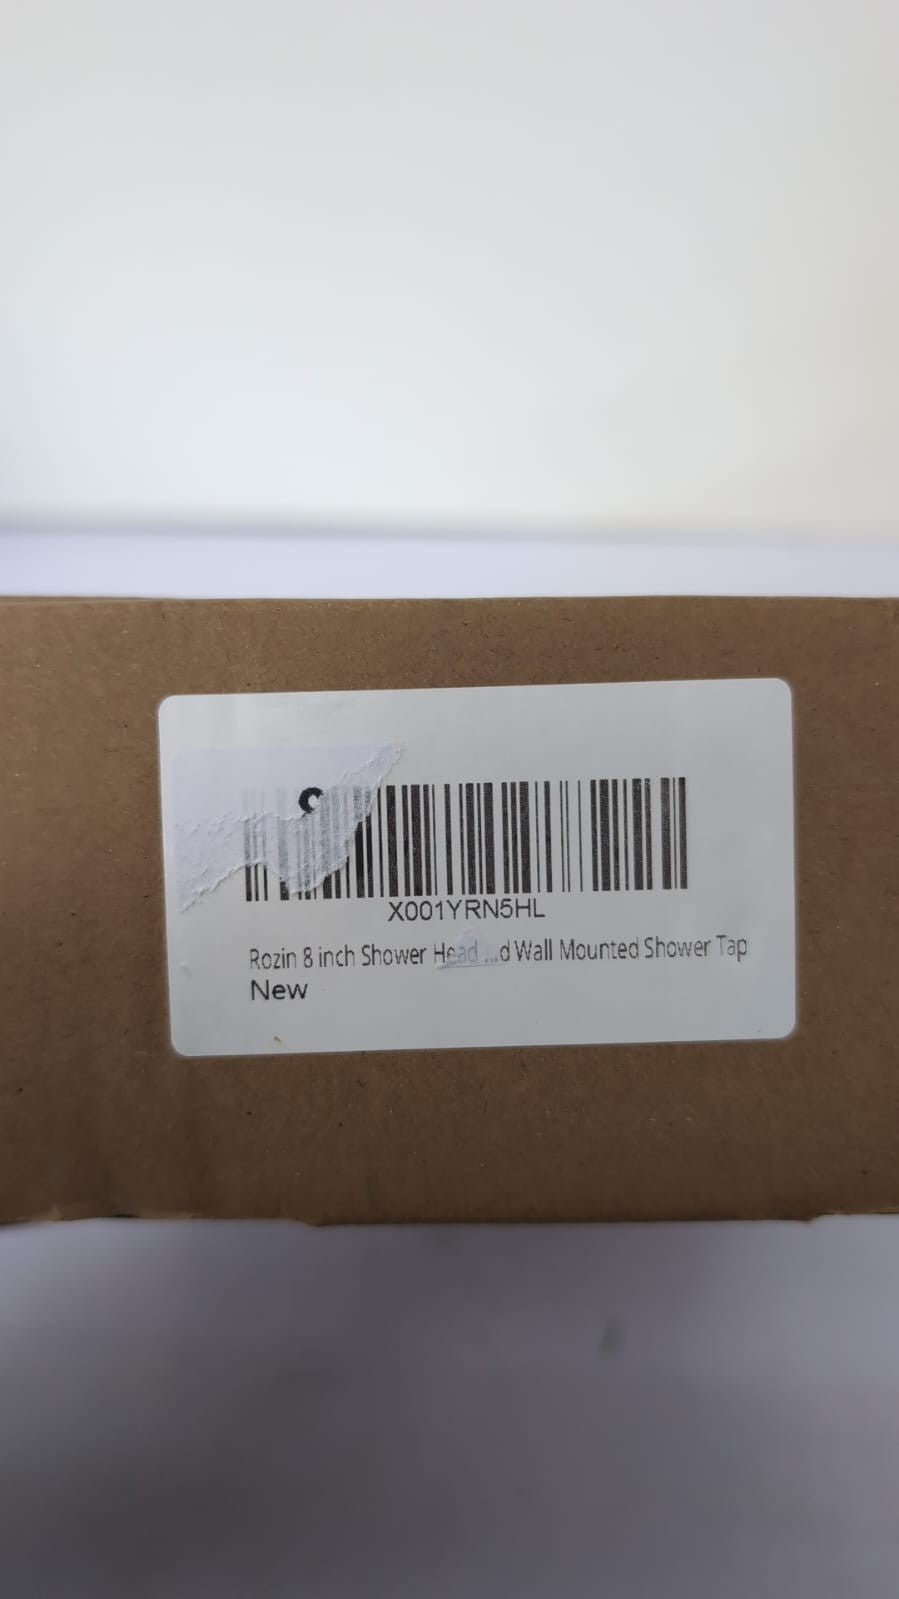 X001YRN5HL
Rozin 8 inch Shower Head ...d Wall Mounted Shower Tap
New